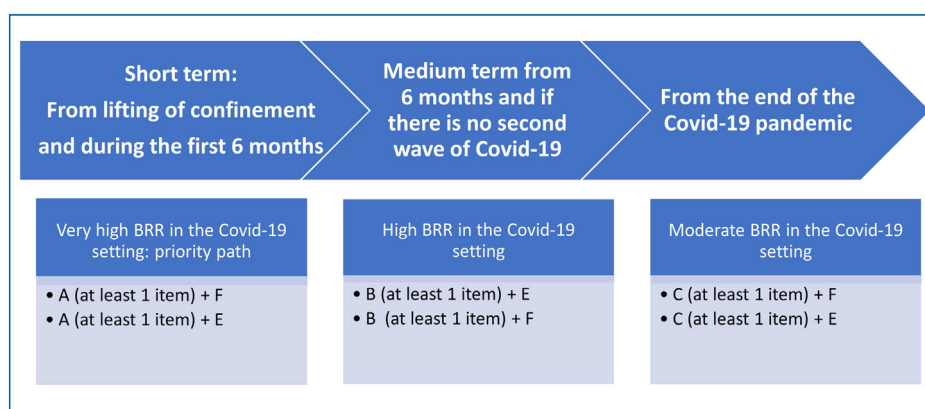 Short term:
From lifting of confinement
and during the first 6 months
Medium term from
6 months and if
there is no second
wave of Covid-19
From the end of the
Covid-19 pandemic
Very high BRR in the Covid-19
setting: priority path
• A (at least 1 item) + F
• A (at least 1 item) + E
High BRR in the Covid-19
setting
• B (at least 1 item) + E
• B (at least 1 item) + F
Moderate BRR in the Covid-19
setting
• C (at least 1 item) + F
• C (at least 1 item) + E